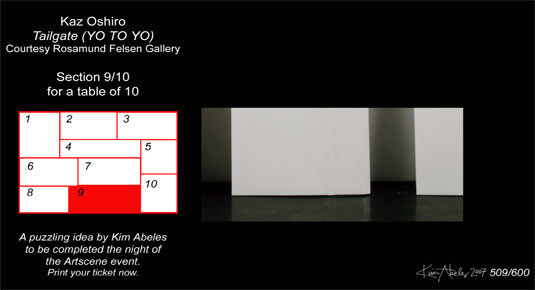 Kaz Oshiro
Tailgate (YO TO YO)
Courtesy Rosamund Felsen Gallery
Section 9/10
for a table of 10
1
2
3
4
5
6
7
8
9
10
A puzzling idea by Kim Abeles
to be completed the night of
the Artscene event.
Print your ticket now.
Kim Abeles 2007 509/600